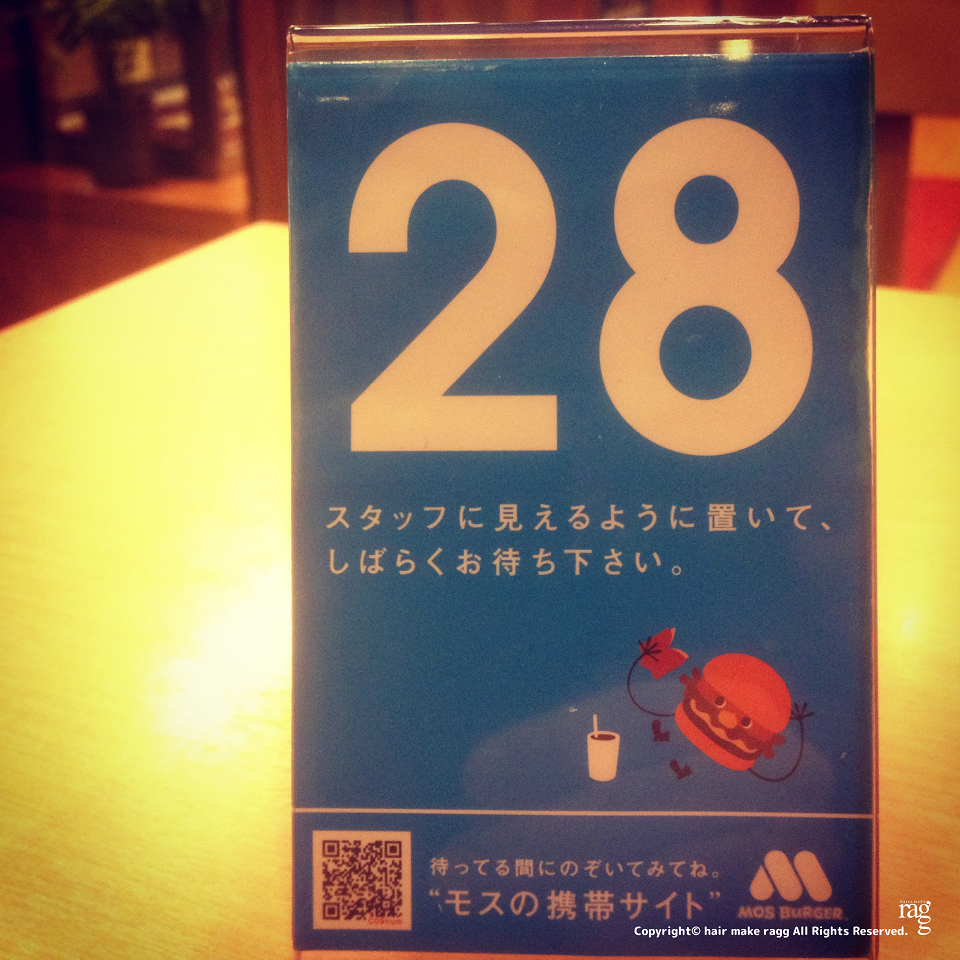 28
スタッフに見えるように置いて、
しばらくお待ち下さい。
待ってる間にのぞいてみてね。
“モスの携帯サイト”
MOS BURGER
ragg
Copyright© hair make ragg All Rights Reserved.